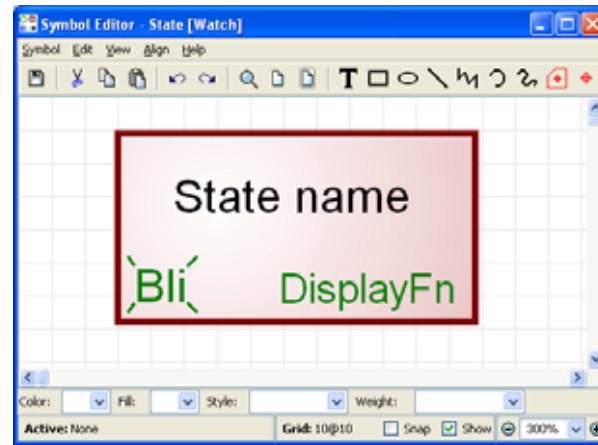 Symbol Editor - State [Watch]
Symbol Edit View Align Help
T
State name
Bli DisplayFn
Color: Fill: Style: Weight:
Active: None Grid: 10@10 Snap Show 300%